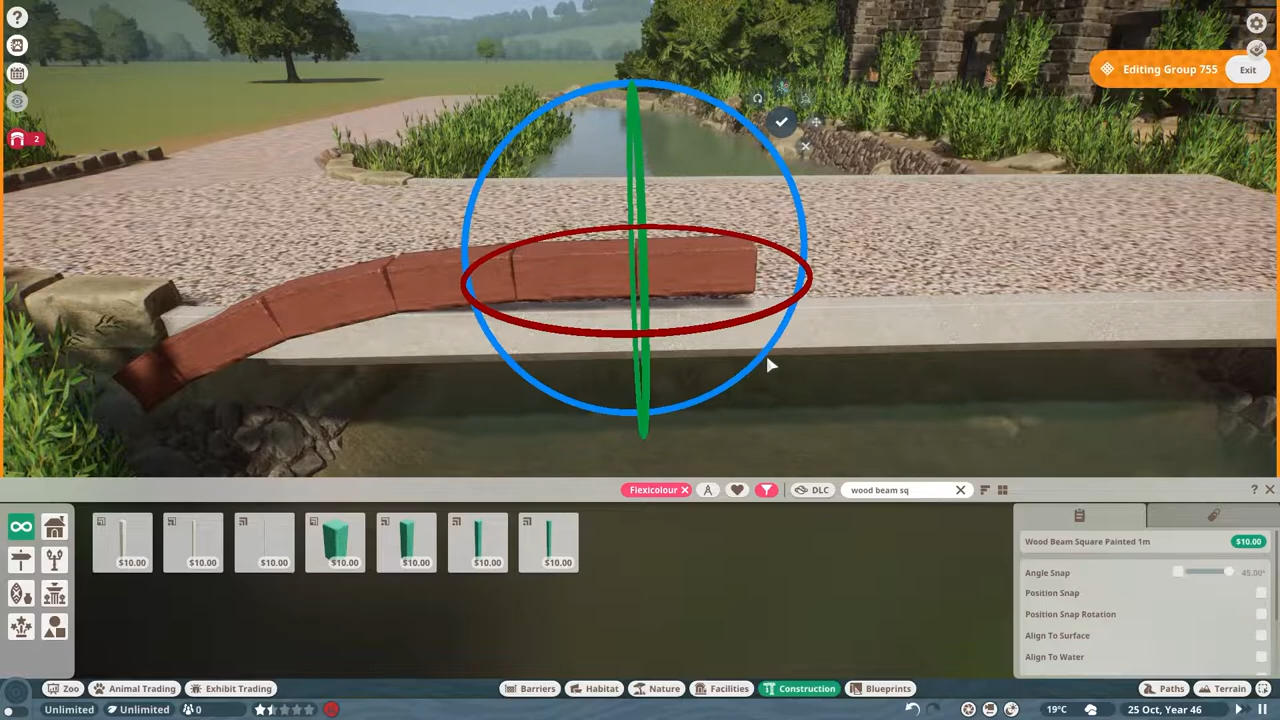 ?
Editing Group 755
Exit
2
Flexicolour ×
DLC
wood beam sq
?
$10.00
$10.00
$10.00
$10.00
$10.00
$10.00
$10.00
Wood Beam Square Painted 1m
$10.00
Angle Snap
45.00°
Position Snap
Position Snap Rotation
Align To Surface
Align To Water
Zoo
Animal Trading
Exhibit Trading
Barriers
Habitat
Nature
Facilities
Construction
Blueprints
Paths
Terrain
Unlimited
Unlimited
0
19°C
25 Oct, Year 46